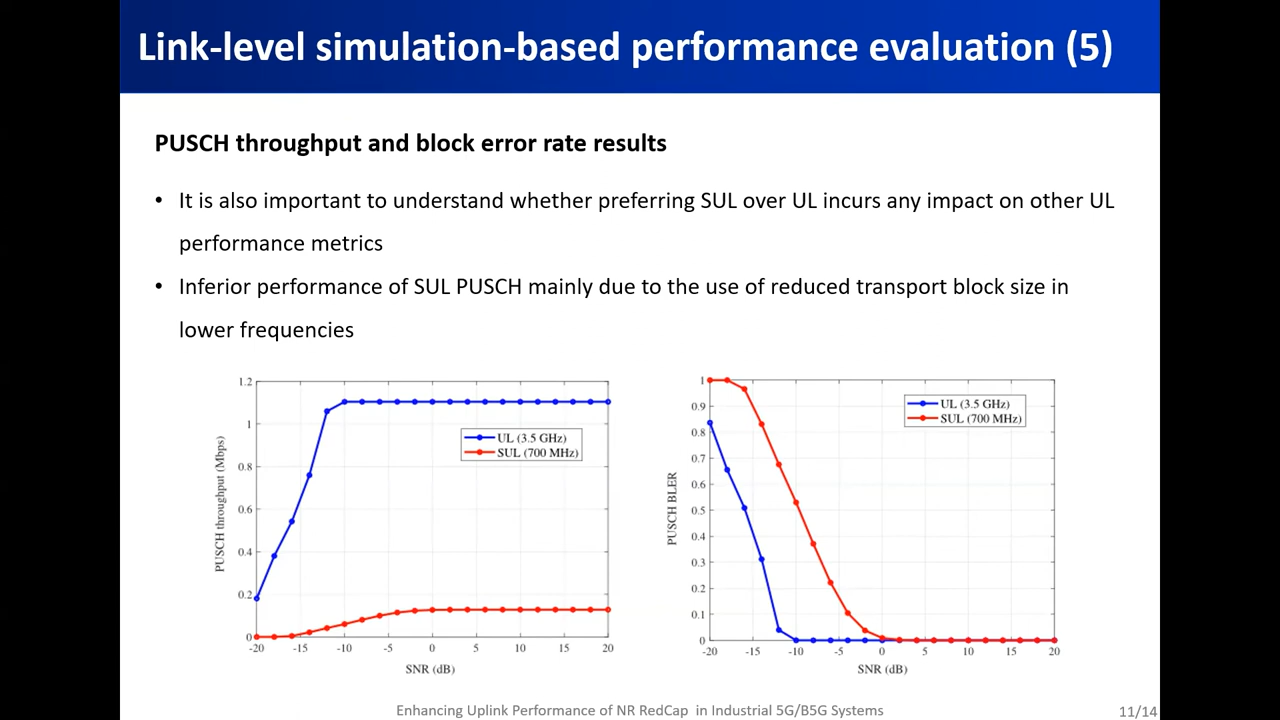 Link-level simulation-based performance evaluation (5)
PUSCH throughput and block error rate results
• It is also important to understand whether preferring SUL over UL incurs any impact on other UL
performance metrics
• Inferior performance of SUL PUSCH mainly due to the use of reduced transport block size in
lower frequencies
1.2
1
0.8
0.6
0.4
0.2
0
PUSCH throughput (Mbps)
UL (3.5 GHz)
SUL (700 MHz)
-20 -15 -10 -5 0 5 10 15 20
SNR (dB)
1
0.9
0.8
0.7
0.6
0.5
0.4
0.3
0.2
0.1
0
PUSCH BLER
UL (3.5 GHz)
SUL (700 MHz)
-20 -15 -10 -5 0 5 10 15 20
SNR (dB)
Enhancing Uplink Performance of NR RedCap in Industrial 5G/B5G Systems
11/14